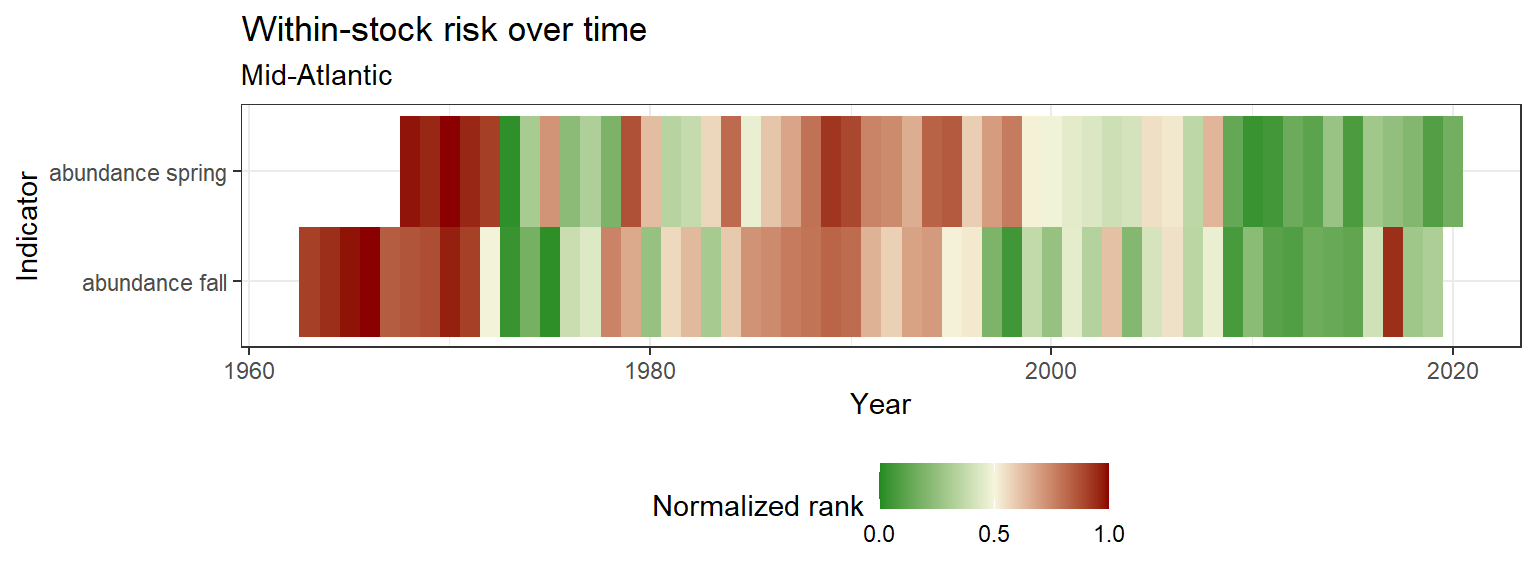 Within-stock risk over time
Mid-Atlantic
Indicator
abundance spring
abundance fall
1960 1980 2000 2020
Year
Normalized rank
0.0 0.5 1.0